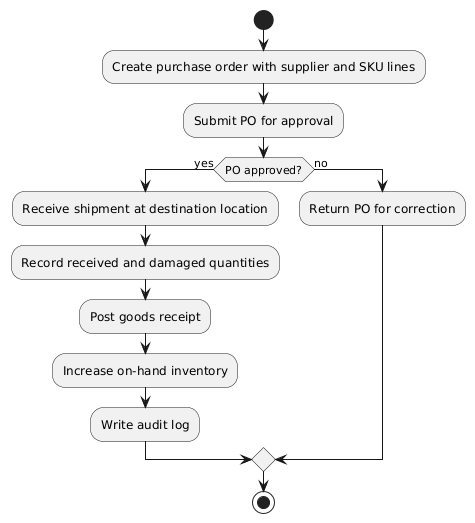 Create purchase order with supplier and SKU lines
Submit PO for approval
PO approved?
yes
no
Receive shipment at destination location
Return PO for correction
Record received and damaged quantities
Post goods receipt
Increase on-hand inventory
Write audit log